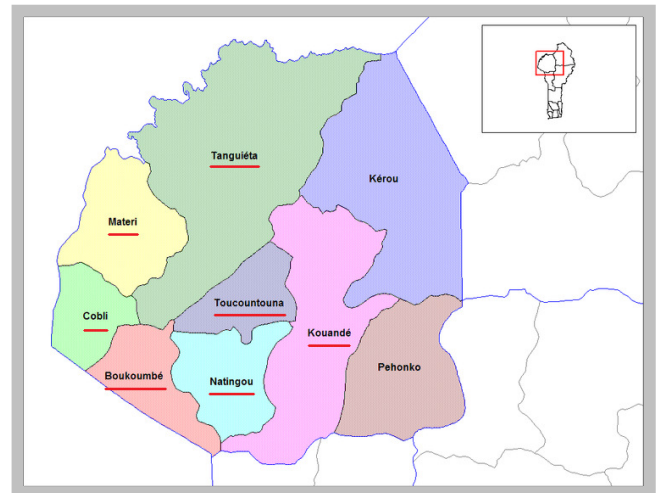 Tanguiéta
Kérou
Materi
Toucountouna
Cobli
Kouandé
Pehonko
Boukoumbé
Natingou